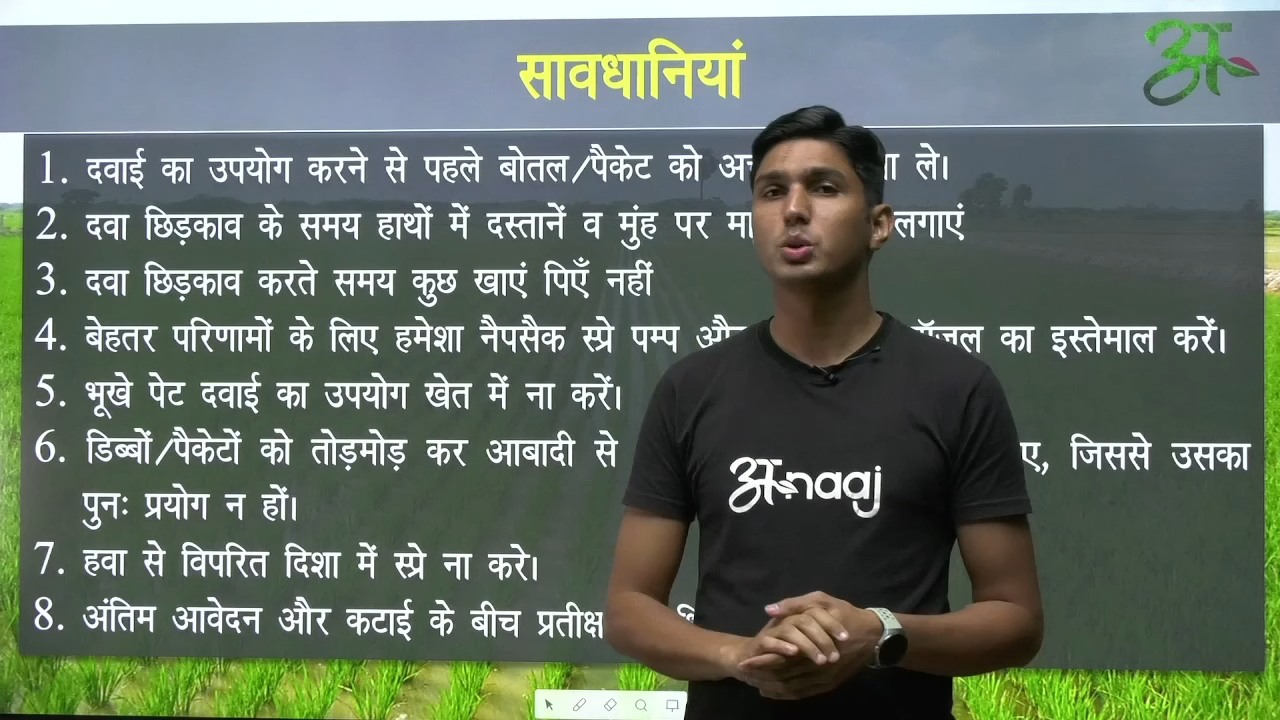 सावधानियां
1. दवाई का उपयोग करने से पहले बोतल/पैकेट को ले।
2. दवा छिड़काव के समय हाथों में दस्तानें व मुंह पर लगाएं
3. दवा छिड़काव करते समय कुछ खाएं पिएँ नहीं
4. बेहतर परिणामों के लिए हमेशा नैपसैक स्प्रे पम्प का इस्तेमाल करें।
5. भूखे पेट दवाई का उपयोग खेत में ना करें।
6. डिब्बों/पैकेटों को तोड़मोड़ कर आबादी से जिससे उसका
पुनः प्रयोग न हों।
7. हवा से विपरित दिशा में स्प्रे ना करे।
8. अंतिम आवेदन और कटाई के बीच
अnaaj